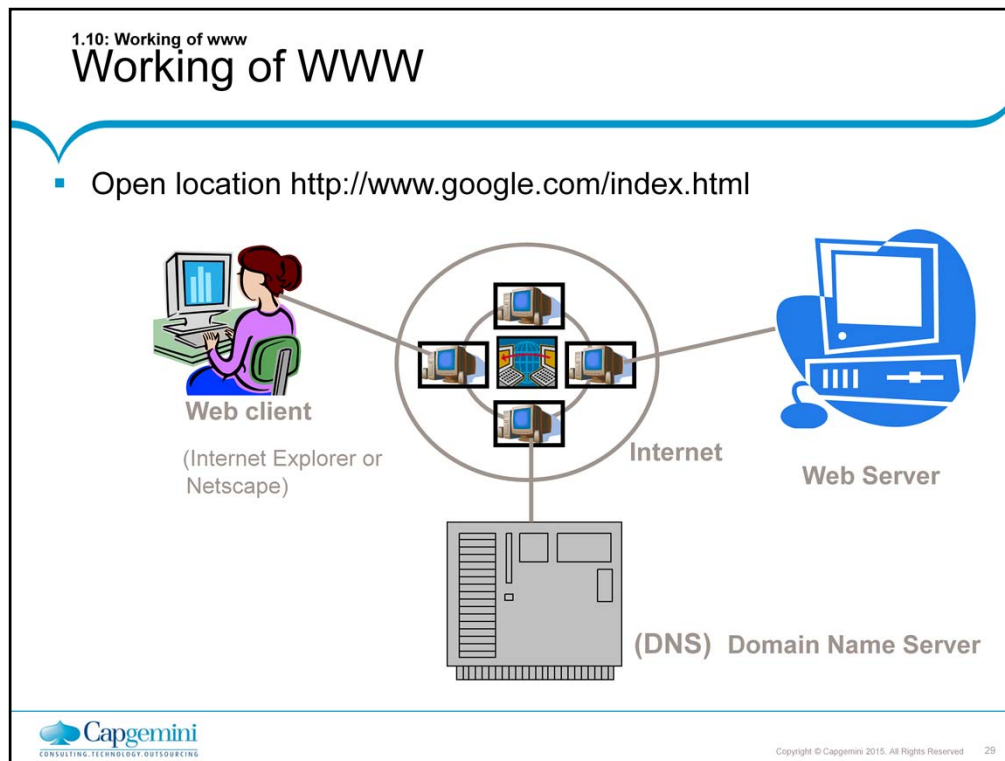 1.10: Working of www
Working of WWW
▪ Open location http://www.google.com/index.html
Web client
(Internet Explorer or
Netscape)
Internet
Web Server
(DNS) Domain Name Server
Capgemini
CONSULTING.TECHNOLOGY.OUTSOURCING
Copyright © Capgemini 2015. All Rights Reserved 29